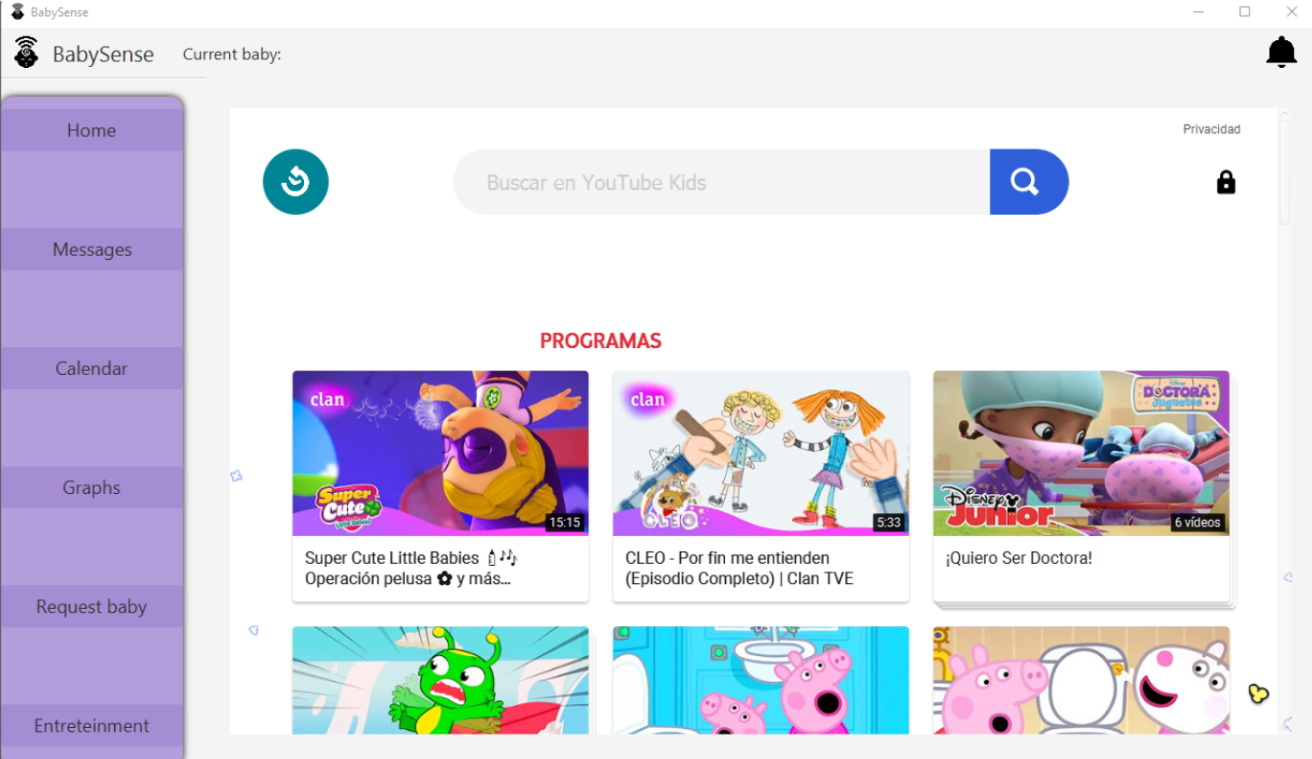 BabySense
BabySense
Current baby:
Home
Messages
Calendar
Graphs
Request baby
Entreteinment
Privacidad
Buscar en YouTube Kids
PROGRAMAS
clan
Super
Cute
15:15
Super Cute Little Babies
Operación pelusa ✿ y más...
clan
CLEO
5:33
CLEO - Por fin me entienden
(Episodio Completo) | Clan TVE
Disney
DOCTORA
Juguetes
DISNEY
Junior
6 vídeos
¡Quiero Ser Doctora!